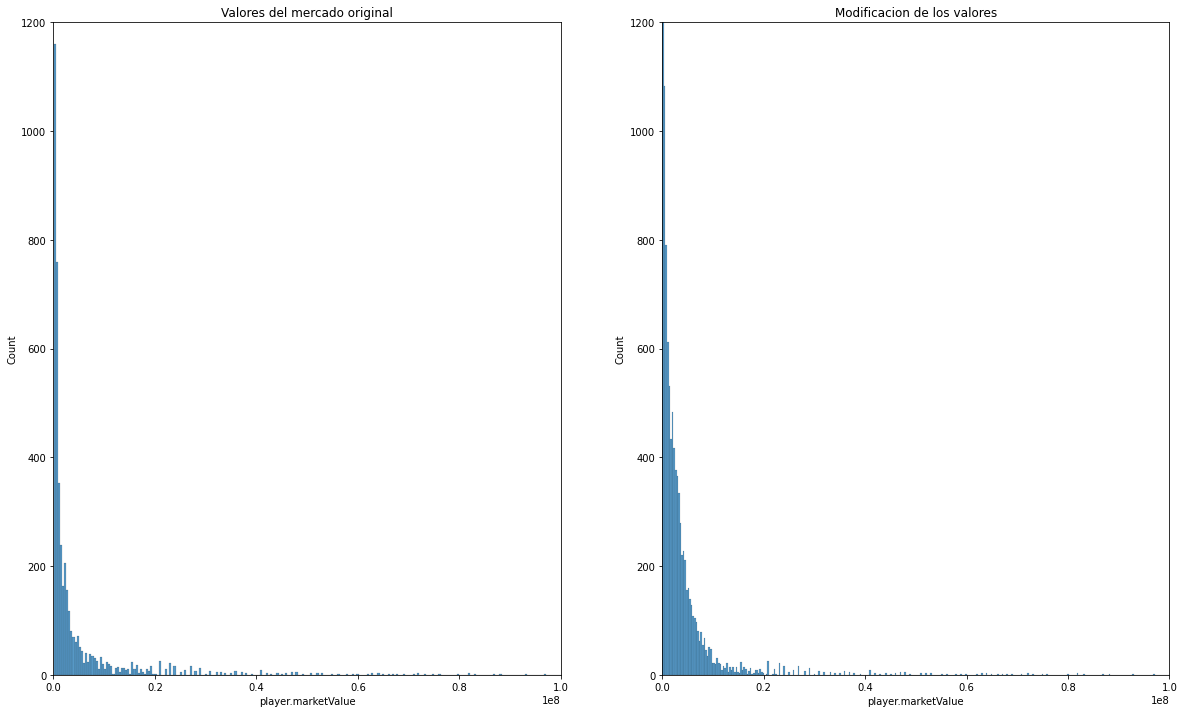 Valores del mercado original
1200
1000
800
600
400
200
0
Count
0.0 0.2 0.4 0.6 0.8 1.0
1e8
player.marketValue
Modificacion de los valores
1200
1000
800
600
400
200
0
Count
0.0 0.2 0.4 0.6 0.8 1.0
1e8
player.marketValue